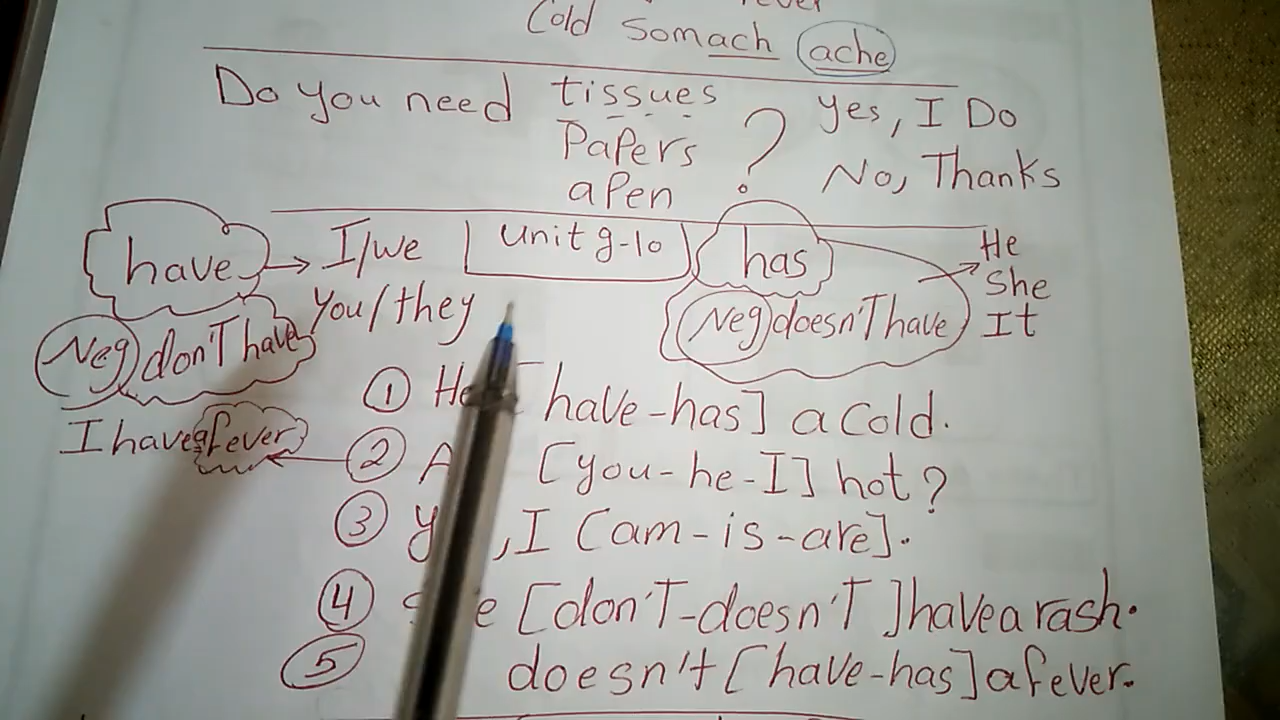 Cold Somach ache
Do you need tissues
Papers
a Pen ?
Yes, I Do
No, Thanks
have → I/we
You/they
Neg don'T have
unit 9-10
has
He
She
It
Neg doesn'T have
① [have-has] a Cold.
I have a fever
② [you-he-I] hot?
③ , I [am-is-are].
④ [don'T-doesn'T] have a rash.
⑤ doesn't [have-has] a fever.